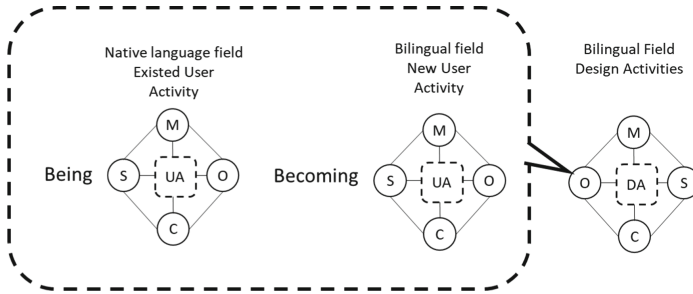 Native language field
Existed User
Activity
Bilingual field
New User
Activity
Bilingual Field
Design Activities
Being
M
S
UA
O
C
Becoming
M
S
UA
O
C
M
O
DA
S
C